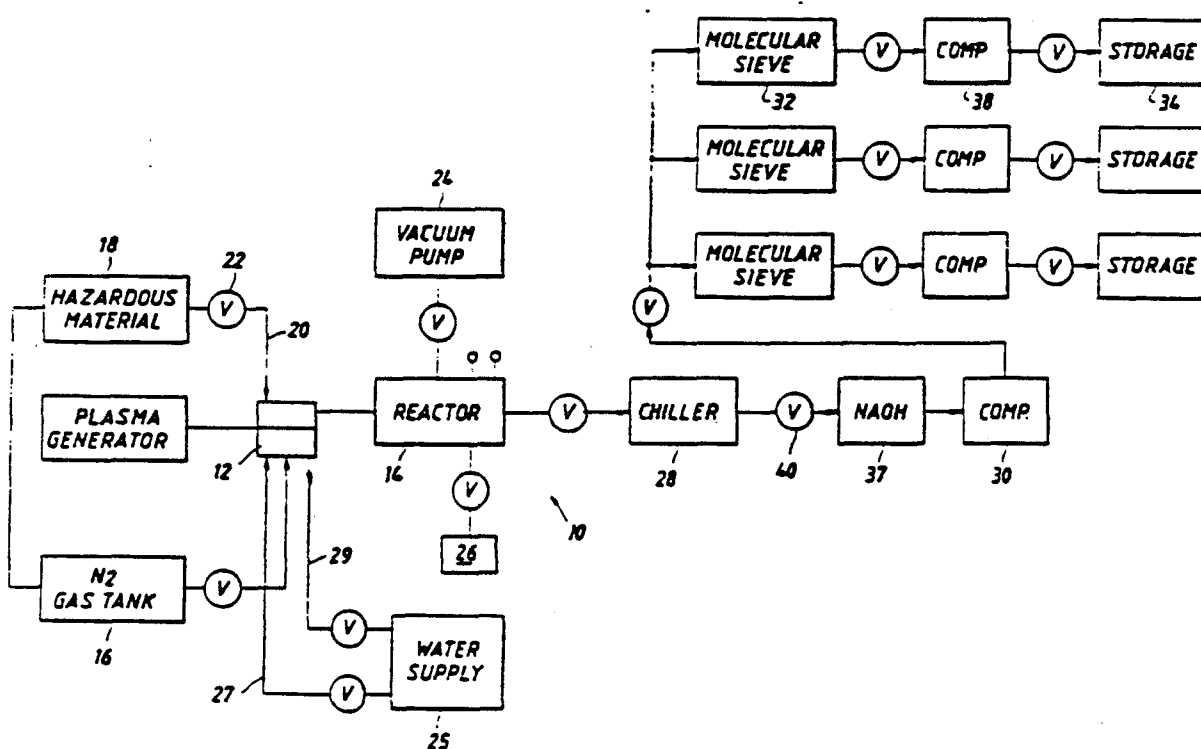 MOLECULAR
SIEVE
V
COMP
V
STORAGE
32
38
34
MOLECULAR
SIEVE
V
COMP
V
STORAGE
MOLECULAR
SIEVE
V
COMP
V
STORAGE
V
24
VACUUM
PUMP
V
18
HAZARDOUS
MATERIAL
22
V
20
PLASMA
GENERATOR
12
REACTOR
14
V
CHILLER
28
V
40
NAOH
37
COMP.
30
V
26
10
N2
GAS TANK
16
V
29
27
V
V
WATER
SUPPLY
25